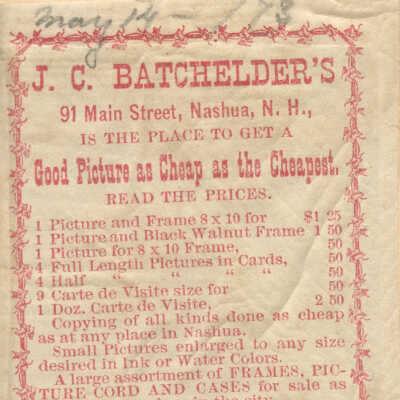 May 14 - 173
J. C. BATCHELDER'S
91 Main Street, Nashua, N. H.,
IS THE PLACE TO GET A
Good Picture as Cheap as the Cheapest.
READ THE PRICES.
1 Picture and Frame 8 x 10 for $1 25
1 Picture and Black Walnut Frame 1 50
1 Picture for 8 x 10 Frame, 50
4 Full Length Pictures in Cards, 50
4 Half " " " " 50
9 Carte de Visite size for 50
1 Doz. Carte de Visite, 2 50
Copying of all kinds done as cheap
as at any place in Nashua.
Small Pictures enlarged to any size
desired in Ink or Water Colors.
A large assortment of FRAMES, PIC-
TURE CORD AND CASES for sale as
in the city